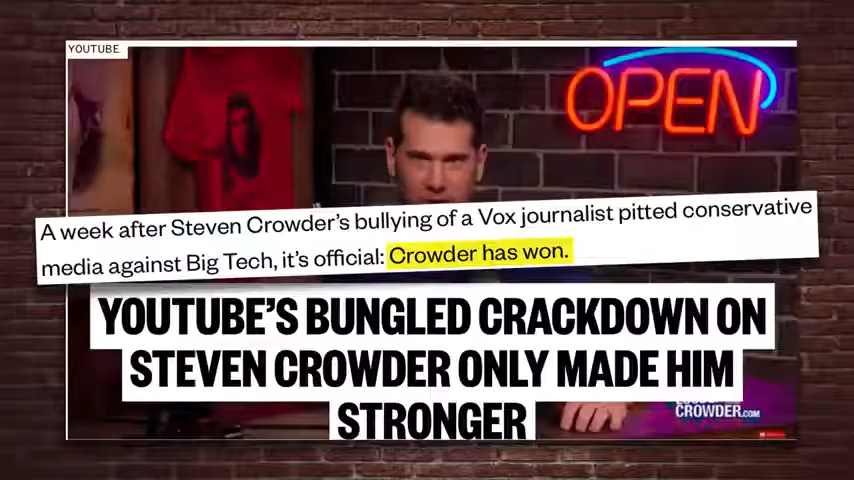 YOUTUBE
OPEN
A week after Steven Crowder's bullying of a Vox journalist pitted conservative
media against Big Tech, it's official: Crowder has won.
YOUTUBE'S BUNGLED CRACKDOWN ON
STEVEN CROWDER ONLY MADE HIM
STRONGER
CROWDER.COM